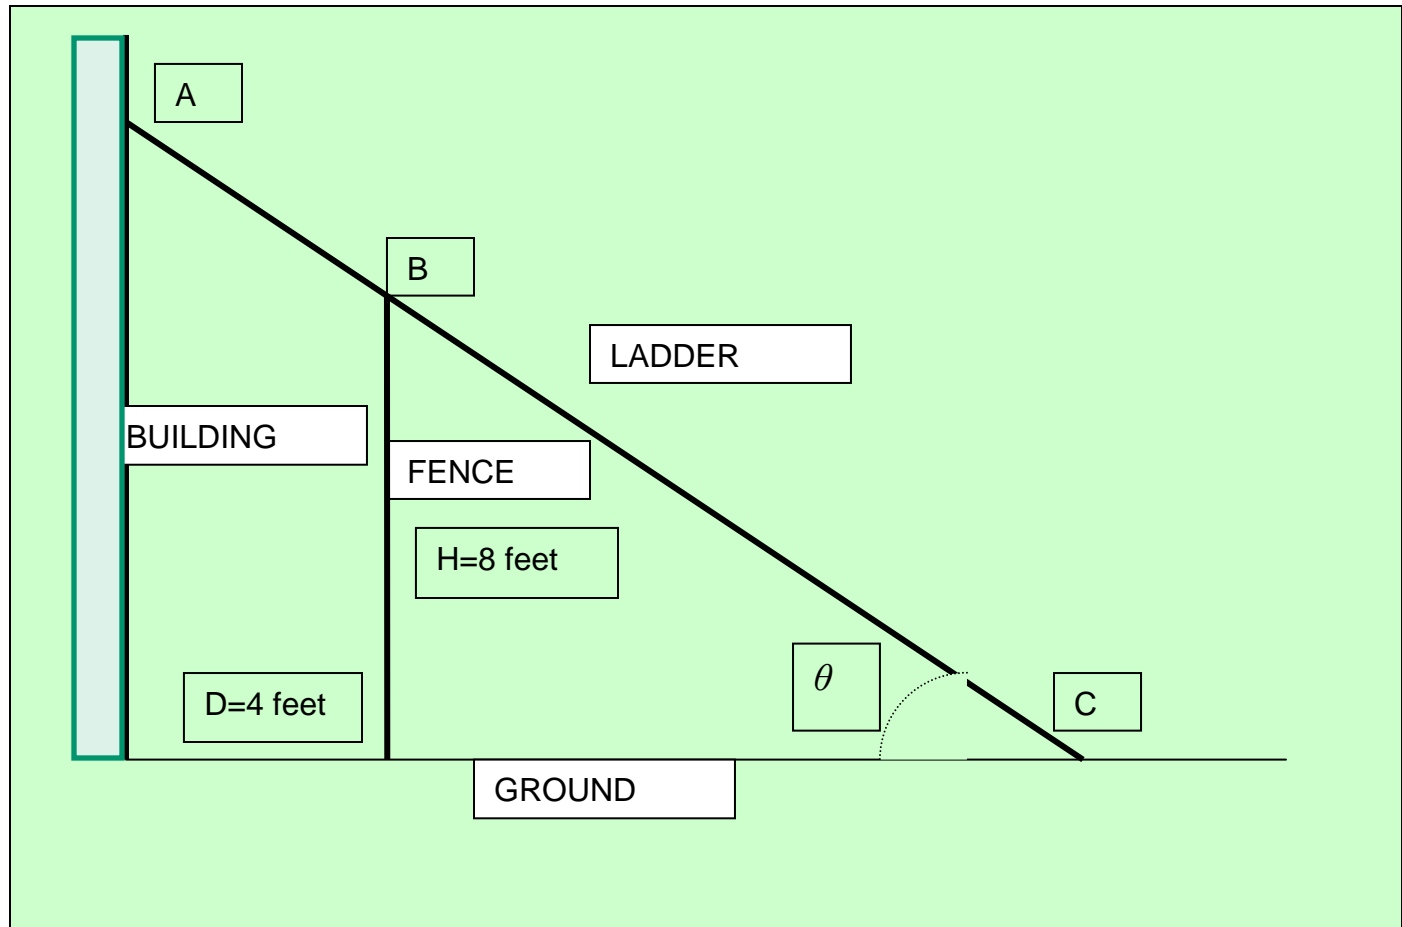 A
B
LADDER
BUILDING
FENCE
H=8 feet
θ
D=4 feet
C
GROUND